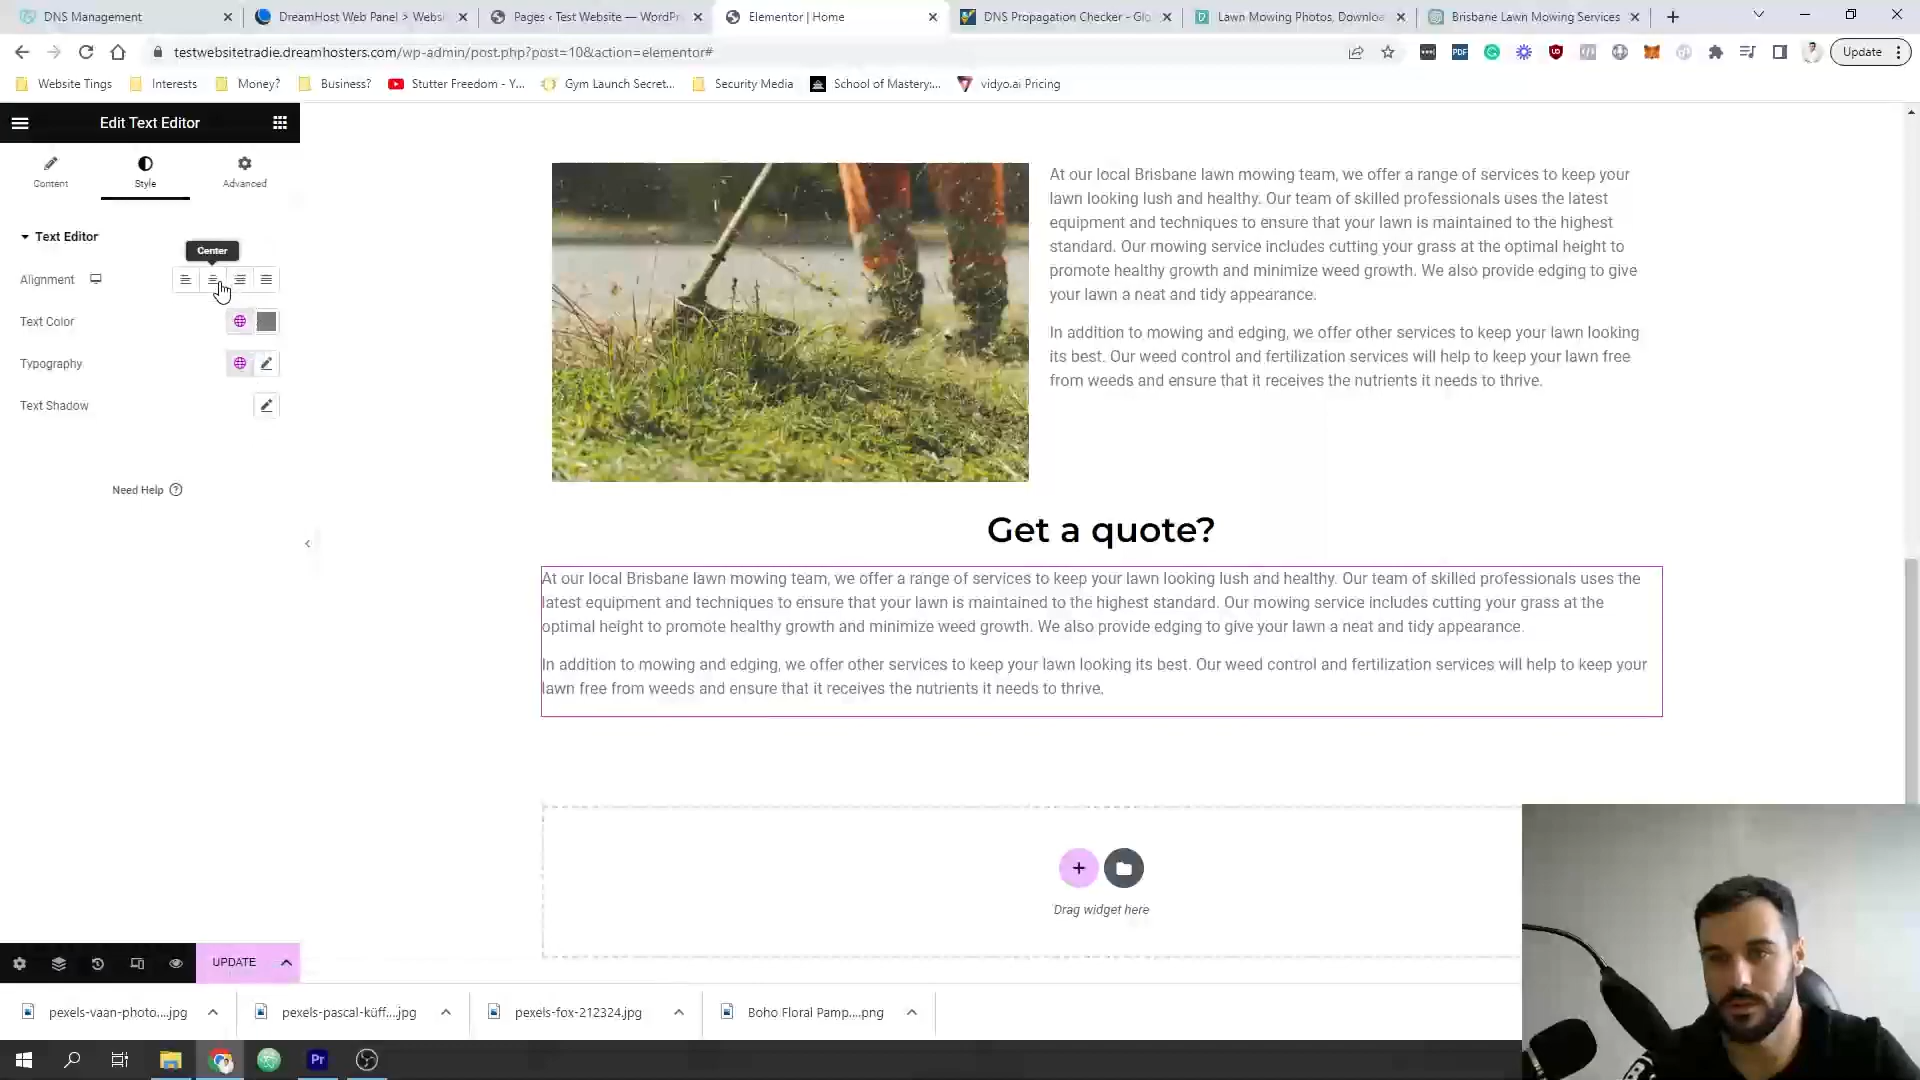 DNS Management
DreamHost Web Panel > Websi
Pages ‹ Test Website — WordPr
Elementor | Home
DNS Propagation Checker - Glo
Lawn Mowing Photos, Downloa
Brisbane Lawn Mowing Services
testwebsitetradie.dreamhosters.com/wp-admin/post.php?post=10&action=elementor#
PDF
Update
Website Tings
Interests
Money?
Business?
Stutter Freedom - Y...
Gym Launch Secret...
Security Media
School of Mastery:...
vidyo.ai Pricing
Edit Text Editor
Content
Style
Advanced
Text Editor
Center
Alignment
Text Color
Typography
Text Shadow
Need Help
At our local Brisbane lawn mowing team, we offer a range of services to keep your
lawn looking lush and healthy. Our team of skilled professionals uses the latest
equipment and techniques to ensure that your lawn is maintained to the highest
standard. Our mowing service includes cutting your grass at the optimal height to
promote healthy growth and minimize weed growth. We also provide edging to give
your lawn a neat and tidy appearance.
In addition to mowing and edging, we offer other services to keep your lawn looking
its best. Our weed control and fertilization services will help to keep your lawn free
from weeds and ensure that it receives the nutrients it needs to thrive.
Get a quote?
At our local Brisbane lawn mowing team, we offer a range of services to keep your lawn looking lush and healthy. Our team of skilled professionals uses the
latest equipment and techniques to ensure that your lawn is maintained to the highest standard. Our mowing service includes cutting your grass at the
optimal height to promote healthy growth and minimize weed growth. We also provide edging to give your lawn a neat and tidy appearance.
In addition to mowing and edging, we offer other services to keep your lawn looking its best. Our weed control and fertilization services will help to keep your
lawn free from weeds and ensure that it receives the nutrients it needs to thrive.
Drag widget here
UPDATE
pexels-vaan-photo....jpg
pexels-pascal-küff....jpg
pexels-fox-212324.jpg
Boho Floral Pamp....png
Pr